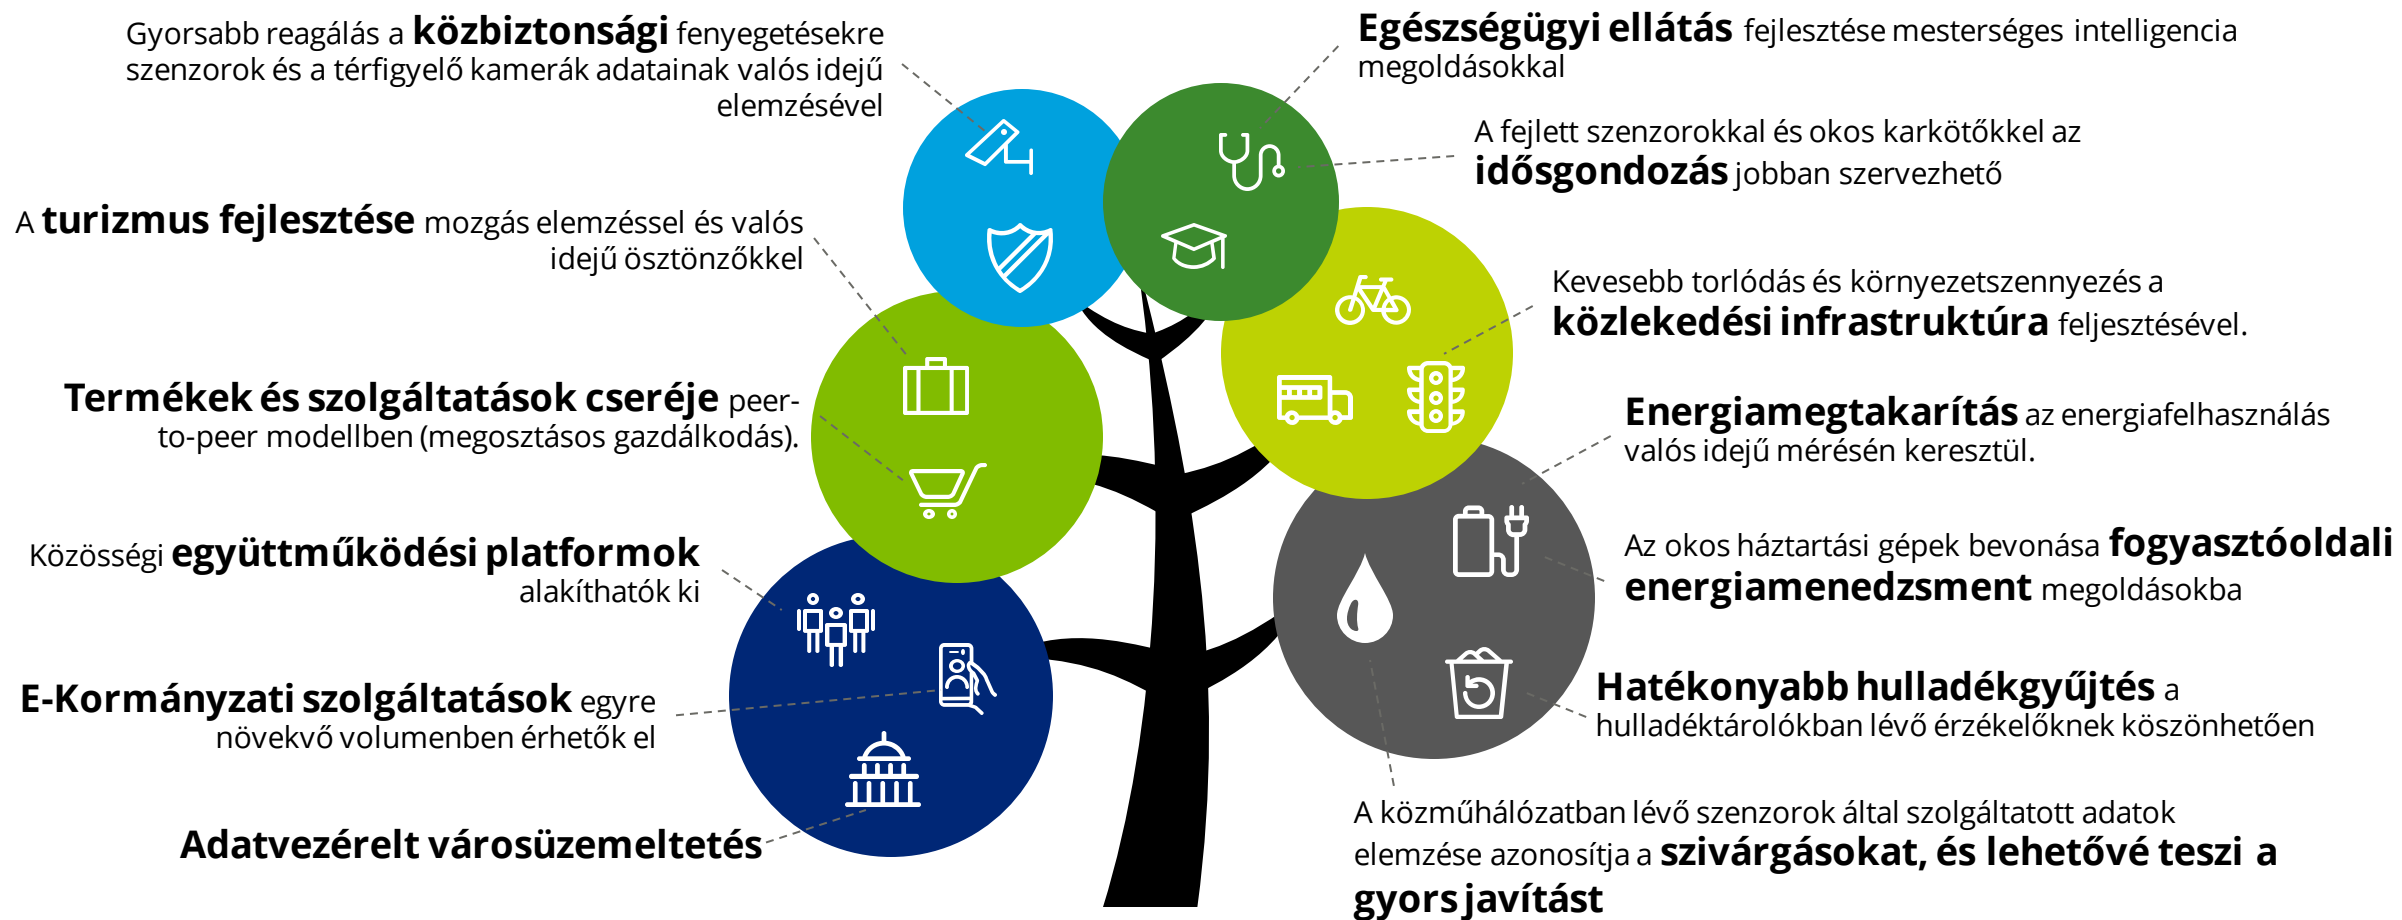 Gyorsabb reagálás a közbiztonsági fenyegetésekre
szenzorok és a térfigyelő kamerák adatainak valós idejű
elemzésével
A turizmus fejlesztése mozgás elemzéssel és valós
idejű ösztönzőkkel
Termékek és szolgáltatások cseréje peer-
to-peer modellben (megosztásos gazdálkodás).
Közösségi együttműködési platformok
alakíthatók ki
E-Kormányzati szolgáltatások egyre
növekvő volumenben érhetők el
Adatvezérelt városüzemeltetés
Egészségügyi ellátás fejlesztése mesterséges intelligencia
megoldásokkal
A fejlett szenzorokkal és okos karkötőkkel az
idősgondozás jobban szervezhető
Kevesebb torlódás és környezetszennyezés a
közlekedési infrastruktúra feljesztésével.
Energiamegtakarítás az energiafelhasználás
valós idejű mérésén keresztül.
Az okos háztartási gépek bevonása fogyasztóoldali
energiamenedzsment megoldásokba
Hatékonyabb hulladékgyűjtés a
hulladéktárolókban lévő érzékelőknek köszönhetően
A közműhálózatban lévő szenzorok által szolgáltatott adatok
elemzése azonosítja a szivárgásokat, és lehetővé teszi a
gyors javítást